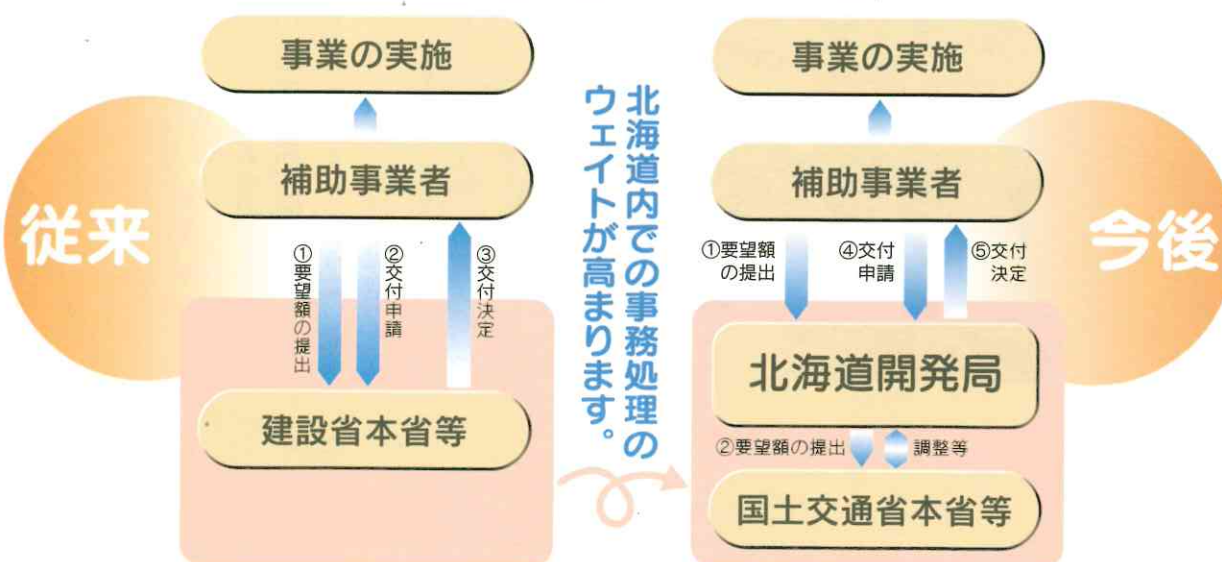 従来
事業の実施
補助事業者
①要望額の提出
②交付申請
③交付決定
建設省本省等
北海道内での事務処理の
ウェイトが高まります。
今後
事業の実施
補助事業者
①要望額
の提出
④交付
申請
⑤交付
決定
北海道開発局
②要望額の提出
調整等
国土交通省本省等